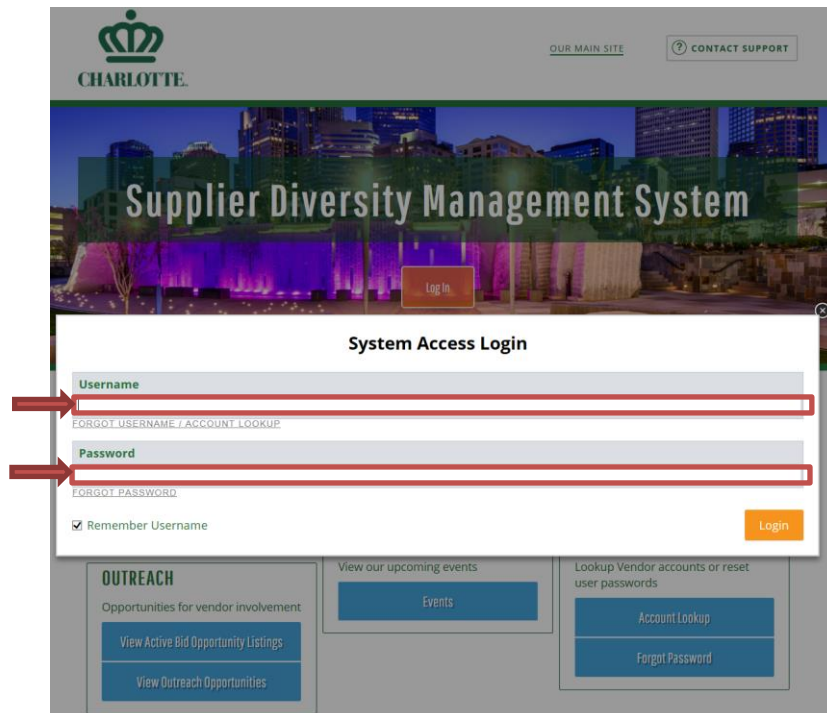 CHARLOTTE.
OUR MAIN SITE
? CONTACT SUPPORT
Supplier Diversity Management System
Log In
System Access Login
Username
FORGOT USERNAME / ACCOUNT LOOKUP
Password
FORGOT PASSWORD
Remember Username
Login
OUTREACH
Opportunities for vendor involvement
View Active Bid Opportunity Listings
View Outreach Opportunities
View our upcoming events
Events
Lookup Vendor accounts or reset
user passwords
Account Lookup
Forgot Password